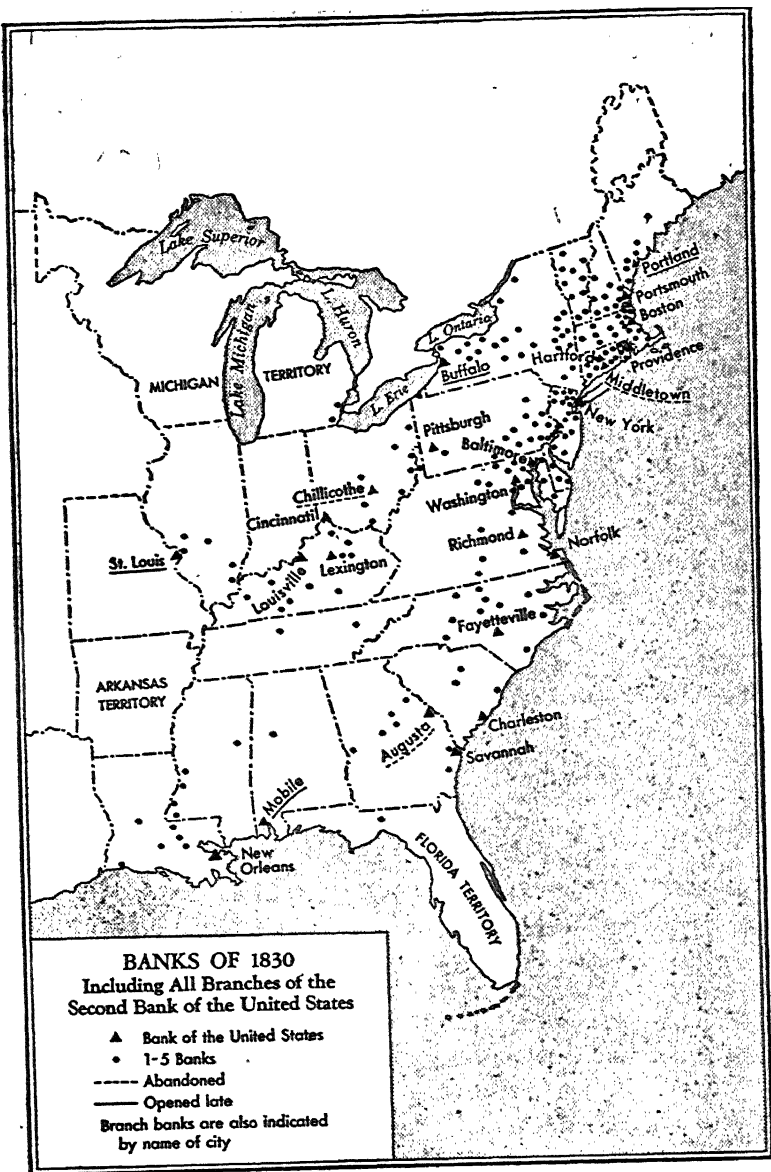 Lake Superior
Lake Michigan
L. Huron
L. Ontario
L. Erie
MICHIGAN
TERRITORY
Portland
Portsmouth
Boston
Hartford
Providence
Middletown
Buffalo
New York
Pittsburgh
Baltimore
Chillicothe
Cincinnati
Washington
Richmond
Norfolk
St. Louis
Louisville
Lexington
Fayetteville
ARKANSAS
TERRITORY
Augusta
Charleston
Savannah
Mobile
New
Orleans
FLORIDA TERRITORY
BANKS OF 1830
Including All Branches of the
Second Bank of the United States
Bank of the United States
1-5 Banks
Abandoned
Opened late
Branch banks are also indicated
by name of city